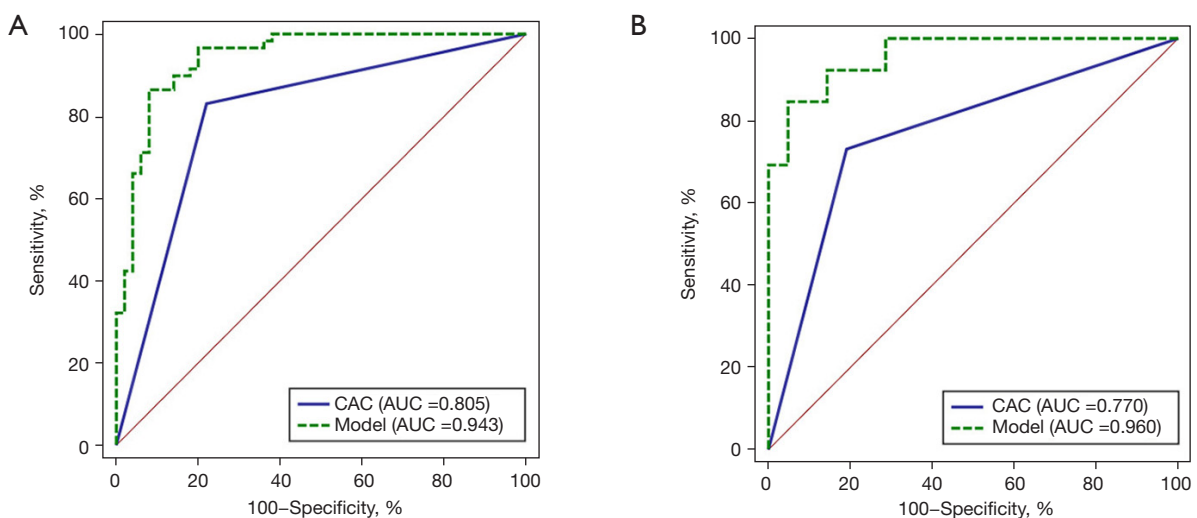 A
100
80
60
40
20
0
Sensitivity, %
CAC (AUC =0.805)
Model (AUC =0.943)
0 20 40 60 80 100
100–Specificity, %
B
100
80
60
40
20
0
Sensitivity, %
CAC (AUC =0.770)
Model (AUC =0.960)
0 20 40 60 80 100
100–Specificity, %